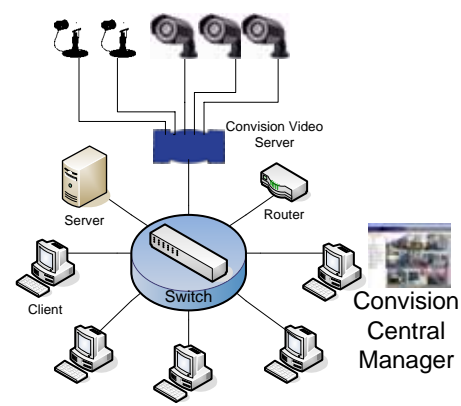 Convision Video
Server
Server
Router
Client
Switch
Convision
Central
Manager